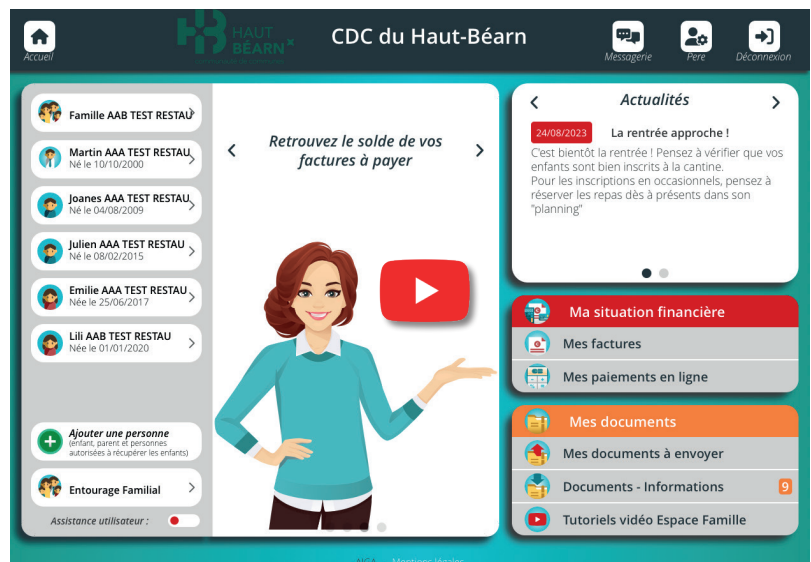 HAUT
BÉARN
CDC du Haut-Béarn
Accueil
Messagerie
Pere
Déconnexion
Famille AAB TEST RESTAU
Martin AAA TEST RESTAU
Né le 10/10/2000
Joanes AAA TEST RESTAU
Né le 04/08/2009
Julien AAA TEST RESTAU
Né le 08/02/2015
Emilie AAA TEST RESTAU
Née le 25/06/2017
Lili AAB TEST RESTAU
Née le 01/01/2020
Ajouter une personne
(enfant, parent et personnes
autorisées à récupérer les enfants)
Entourage Familial
Assistance utilisateur :
Retrouvez le solde de vos
factures à payer
Actualités
24/08/2023 La rentrée approche !
C'est bientôt la rentrée ! Pensez à vérifier que vos
enfants sont bien inscrits à la cantine.
Pour les inscriptions en occasionnels, pensez à
réserver les repas dès à présents dans son
"planning"
Ma situation financière
Mes factures
Mes paiements en ligne
Mes documents
Mes documents à envoyer
Documents - Informations 9
Tutoriels vidéo Espace Famille
Mentions légales